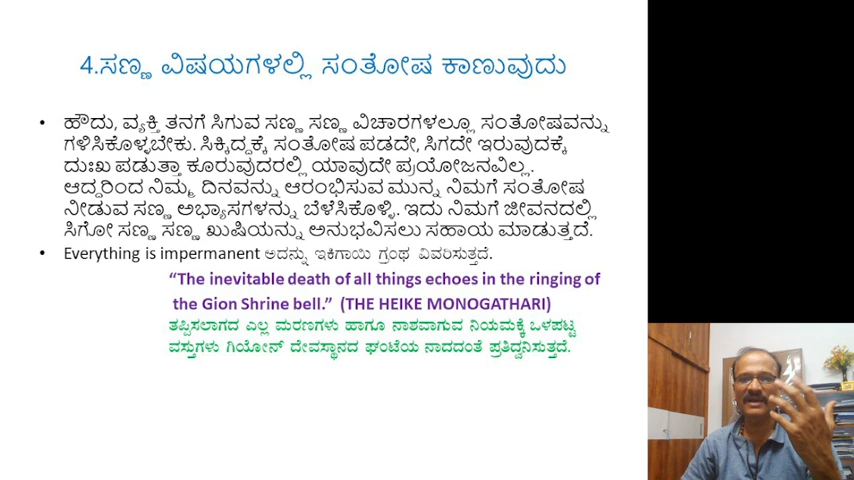 4.ಸಣ್ಣ ವಿಷಯಗಳಲ್ಲಿ ಸಂತೋಷ ಕಾಣುವುದು
• ಹೌದು, ವ್ಯಕ್ತಿ ತನಗೆ ಸಿಗುವ ಸಣ್ಣ ಸಣ್ಣ ವಿಚಾರಗಳಲ್ಲೂ ಸಂತೋಷವನ್ನು
ಗಳಿಸಿಕೊಳ್ಳಬೇಕು. ಸಿಕ್ಕಿದ್ದಕ್ಕೆ ಸಂತೋಷ ಪಡದೇ, ಸಿಗದೇ ಇರುವುದಕ್ಕೆ
ದುಃಖ ಪಡುತ್ತಾ ಕೂರುವುದರಲ್ಲಿ ಯಾವುದೇ ಪ್ರಯೋಜನವಿಲ್ಲ.
ಆದ್ದರಿಂದ ನಿಮ್ಮ ದಿನವನ್ನು ಆರಂಭಿಸುವ ಮುನ್ನ ನಿಮಗೆ ಸಂತೋಷ
ನೀಡುವ ಸಣ್ಣ ಅಭ್ಯಾಸಗಳನ್ನು ಬೆಳೆಸಿಕೊಳ್ಳಿ. ಇದು ನಿಮಗೆ ಜೀವನದಲ್ಲಿ
ಸಿಗೋ ಸಣ್ಣ ಸಣ್ಣ ಖುಷಿಯನ್ನು ಅನುಭವಿಸಲು ಸಹಾಯ ಮಾಡುತ್ತದೆ.
• Everything is impermanent ಅದನ್ನು ಇಕಿಗಾಯಿ ಗ್ರಂಥ ವಿವರಿಸುತ್ತದೆ.
“The inevitable death of all things echoes in the ringing of
the Gion Shrine bell.” (THE HEIKE MONOGATHARI)
ತಪ್ಪಿಸಲಾಗದ ಎಲ್ಲ ಮರಣಗಳು ಹಾಗೂ ನಾಶವಾಗುವ ನಿಯಮಕ್ಕೆ ಒಳಪಟ್ಟ
ವಸ್ತುಗಳು ಗಿಯೋನ್ ದೇವಸ್ಥಾನದ ಘಂಟೆಯ ನಾದದಂತೆ ಪ್ರತಿಧ್ವನಿಸುತ್ತದೆ.